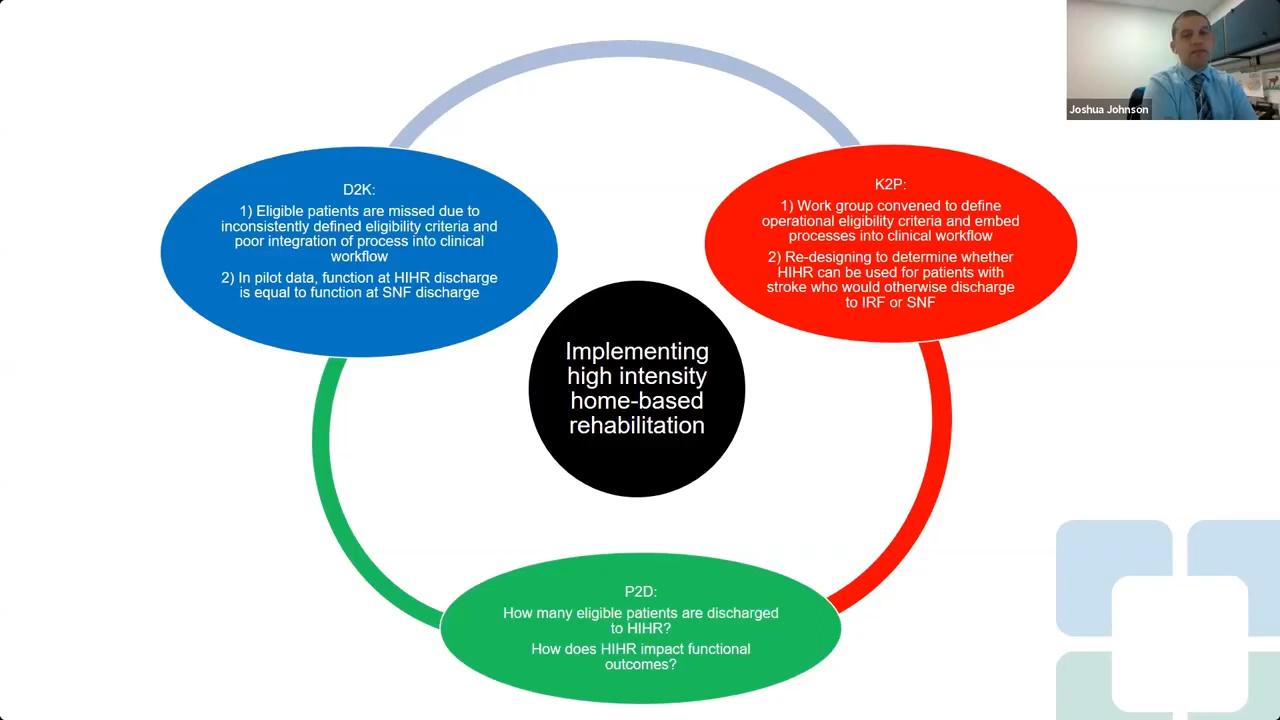 Joshua Johnson
D2K:
1) Eligible patients are missed due to
inconsistently defined eligibility criteria and
poor integration of process into clinical
workflow
2) In pilot data, function at HIHR discharge
is equal to function at SNF discharge
K2P:
1) Work group convened to define
operational eligibility criteria and embed
processes into clinical workflow
2) Re-designing to determine whether
HIHR can be used for patients with
stroke who would otherwise discharge
to IRF or SNF
Implementing
high intensity
home-based
rehabilitation
P2D:
How many eligible patients are discharged
to HIHR?
How does HIHR impact functional
outcomes?